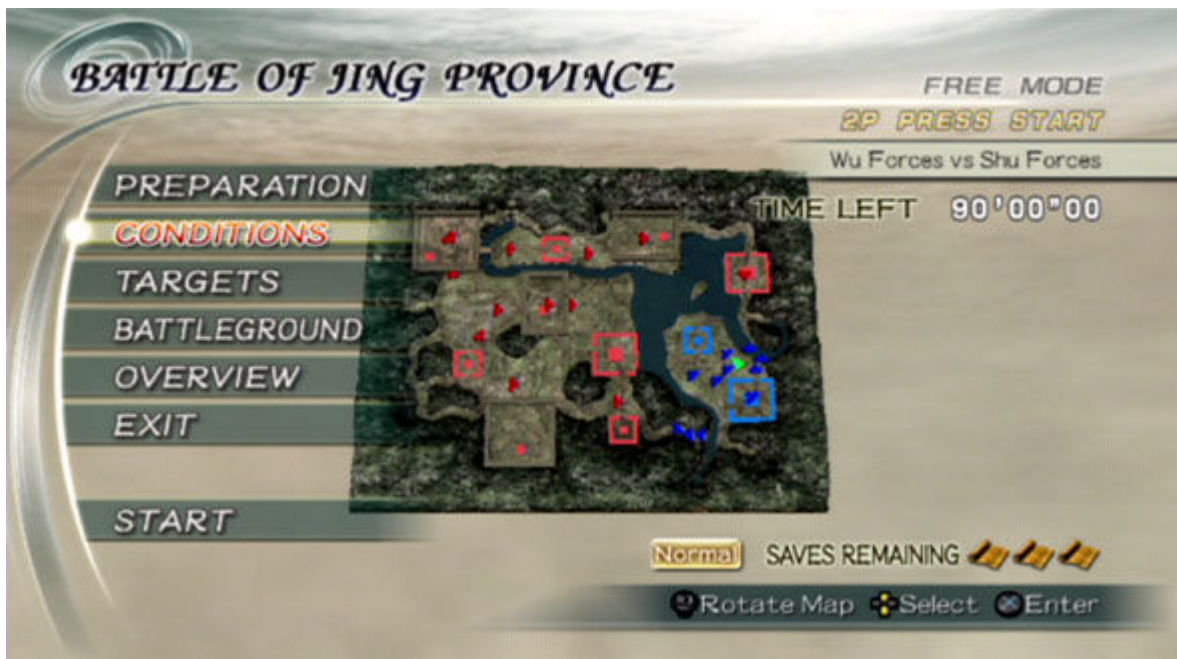 BATTLE OF JING PROVINCE
FREE MODE
2P PRESS START
Wu Forces vs Shu Forces
TIME LEFT 90'00"00
PREPARATION
CONDITIONS
TARGETS
BATTLEGROUND
OVERVIEW
EXIT
START
Normal SAVES REMAINING
Rotate Map Select Enter